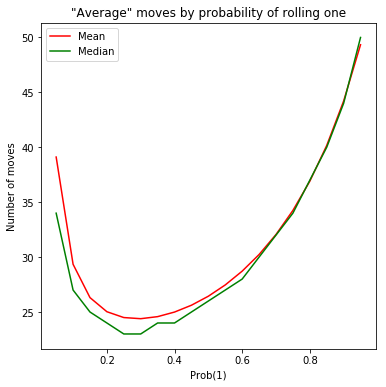 "Average" moves by probability of rolling one
Mean
Median
50
45
40
35
30
25
Number of moves
0.2
0.4
0.6
0.8
Prob(1)